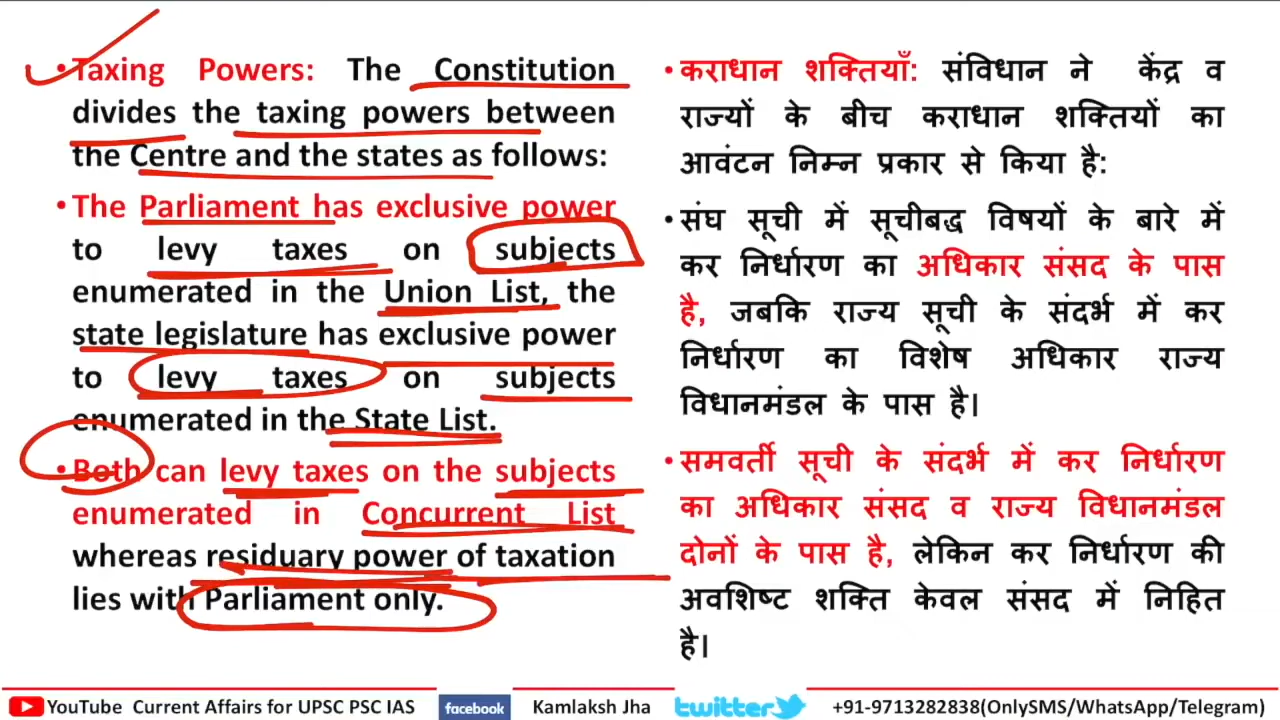 • Taxing Powers: The Constitution
divides the taxing powers between
the Centre and the states as follows:
• The Parliament has exclusive power
to levy taxes on subjects
enumerated in the Union List, the
state legislature has exclusive power
to levy taxes on subjects
enumerated in the State List.
• Both can levy taxes on the subjects
enumerated in Concurrent List
whereas residuary power of taxation
lies with Parliament only.
• कराधान शक्तियाँ: संविधान ने केंद्र व
राज्यों के बीच कराधान शक्तियों का
आवंटन निम्न प्रकार से किया है:
• संघ सूची में सूचीबद्ध विषयों के बारे में
कर निर्धारण का अधिकार संसद के पास
है, जबकि राज्य सूची के संदर्भ में कर
निर्धारण का विशेष अधिकार राज्य
विधानमंडल के पास है।
• समवर्ती सूची के संदर्भ में कर निर्धारण
का अधिकार संसद व राज्य विधानमंडल
दोनों के पास है, लेकिन कर निर्धारण की
अवशिष्ट शक्ति केवल संसद में निहित
है।
YouTube Current Affairs for UPSC PSC IAS facebook Kamlaksh Jha twitter +91-9713282838(OnlySMS/WhatsApp/Telegram)